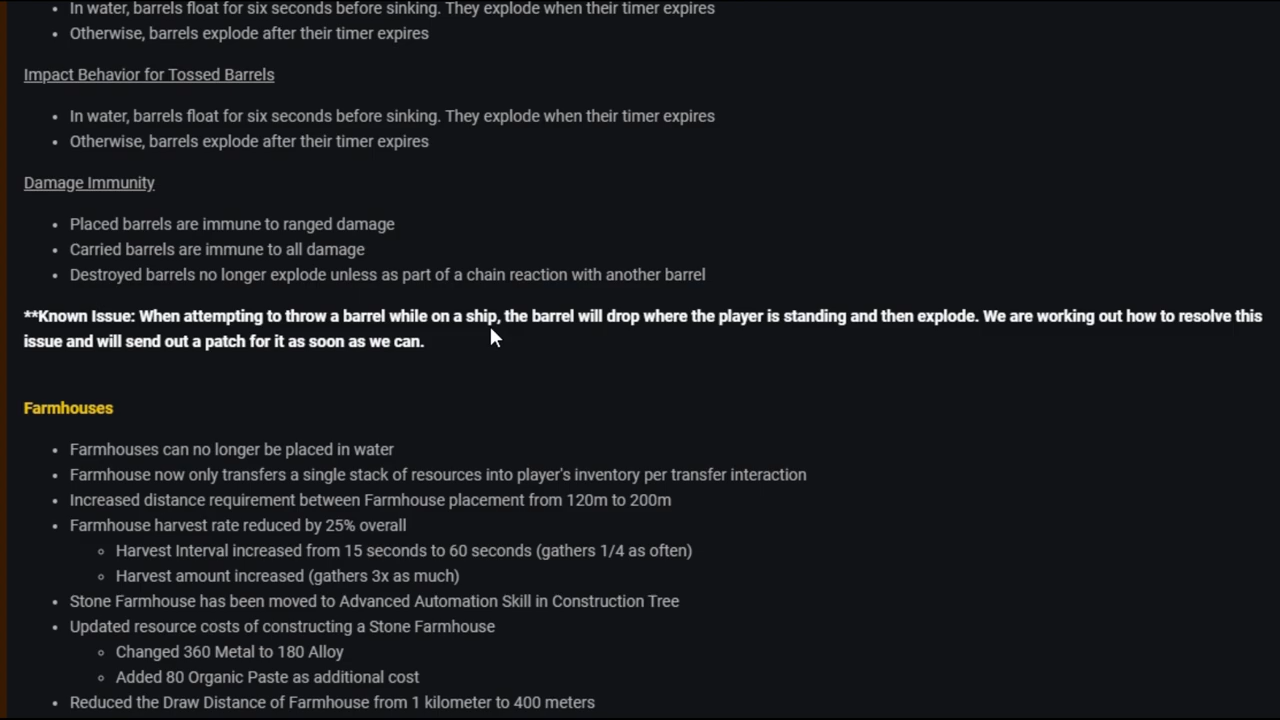 In water, barrels float for six seconds before sinking. They explode when their timer expires
Otherwise, barrels explode after their timer expires
Impact Behavior for Tossed Barrels
In water, barrels float for six seconds before sinking. They explode when their timer expires
Otherwise, barrels explode after their timer expires
Damage Immunity
Placed barrels are immune to ranged damage
Carried barrels are immune to all damage
Destroyed barrels no longer explode unless as part of a chain reaction with another barrel
**Known Issue: When attempting to throw a barrel while on a ship, the barrel will drop where the player is standing and then explode. We are working out how to resolve this
issue and will send out a patch for it as soon as we can.
Farmhouses
Farmhouses can no longer be placed in water
Farmhouse now only transfers a single stack of resources into player's inventory per transfer interaction
Increased distance requirement between Farmhouse placement from 120m to 200m
Farmhouse harvest rate reduced by 25% overall
Harvest Interval increased from 15 seconds to 60 seconds (gathers 1/4 as often)
Harvest amount increased (gathers 3x as much)
Stone Farmhouse has been moved to Advanced Automation Skill in Construction Tree
Updated resource costs of constructing a Stone Farmhouse
Changed 360 Metal to 180 Alloy
Added 80 Organic Paste as additional cost
Reduced the Draw Distance of Farmhouse from 1 kilometer to 400 meters